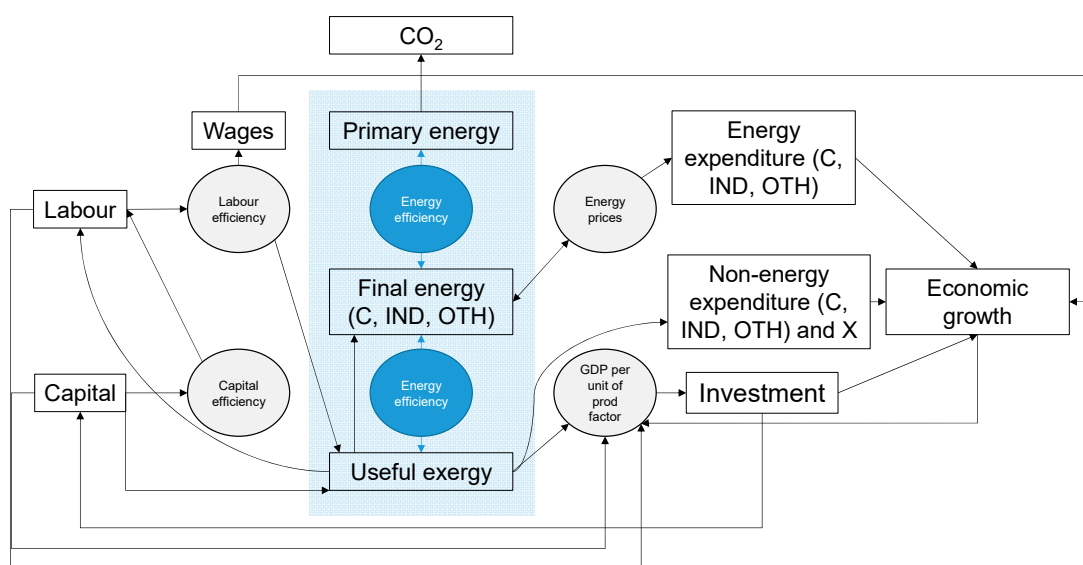 CO₂
Wages
Primary energy
Energy
expenditure (C,
IND, OTH)
Labour
Labour
efficiency
Energy
efficiency
Energy
prices
Final energy
(C, IND, OTH)
Non-energy
expenditure (C,
IND, OTH) and X
Economic
growth
Capital
Capital
efficiency
Energy
efficiency
GDP per
unit of
prod
factor
Investment
Useful exergy